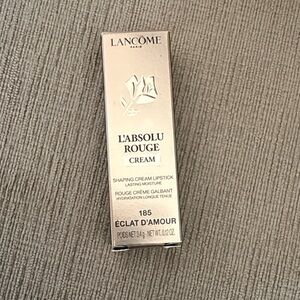 LANCÔME
PARIS
L'ABSOLU
ROUGE
CREAM
SHAPING CREAM LIPSTICK
LASTING MOISTURE
ROUGE CRÈME GALBANT
HYDRATATION LONGUE TENUE
185
ÉCLAT D'AMOUR
POIDS NET 3.4 g - NET WT. 0.12 OZ.